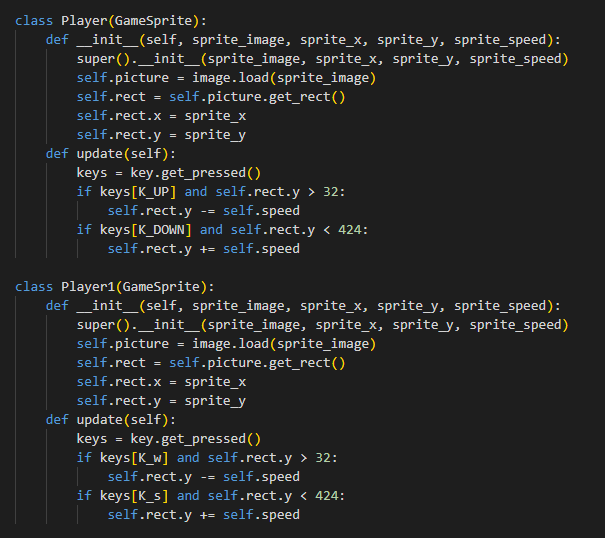 class Player(GameSprite):
    def __init__(self, sprite_image, sprite_x, sprite_y, sprite_speed):
        super().__init__(sprite_image, sprite_x, sprite_y, sprite_speed)
        self.picture = image.load(sprite_image)
        self.rect = self.picture.get_rect()
        self.rect.x = sprite_x
        self.rect.y = sprite_y
    def update(self):
        keys = key.get_pressed()
        if keys[K_UP] and self.rect.y > 32:
            self.rect.y -= self.speed
        if keys[K_DOWN] and self.rect.y < 424:
            self.rect.y += self.speed

class Player1(GameSprite):
    def __init__(self, sprite_image, sprite_x, sprite_y, sprite_speed):
        super().__init__(sprite_image, sprite_x, sprite_y, sprite_speed)
        self.picture = image.load(sprite_image)
        self.rect = self.picture.get_rect()
        self.rect.x = sprite_x
        self.rect.y = sprite_y
    def update(self):
        keys = key.get_pressed()
        if keys[K_w] and self.rect.y > 32:
            self.rect.y -= self.speed
        if keys[K_s] and self.rect.y < 424:
            self.rect.y += self.speed